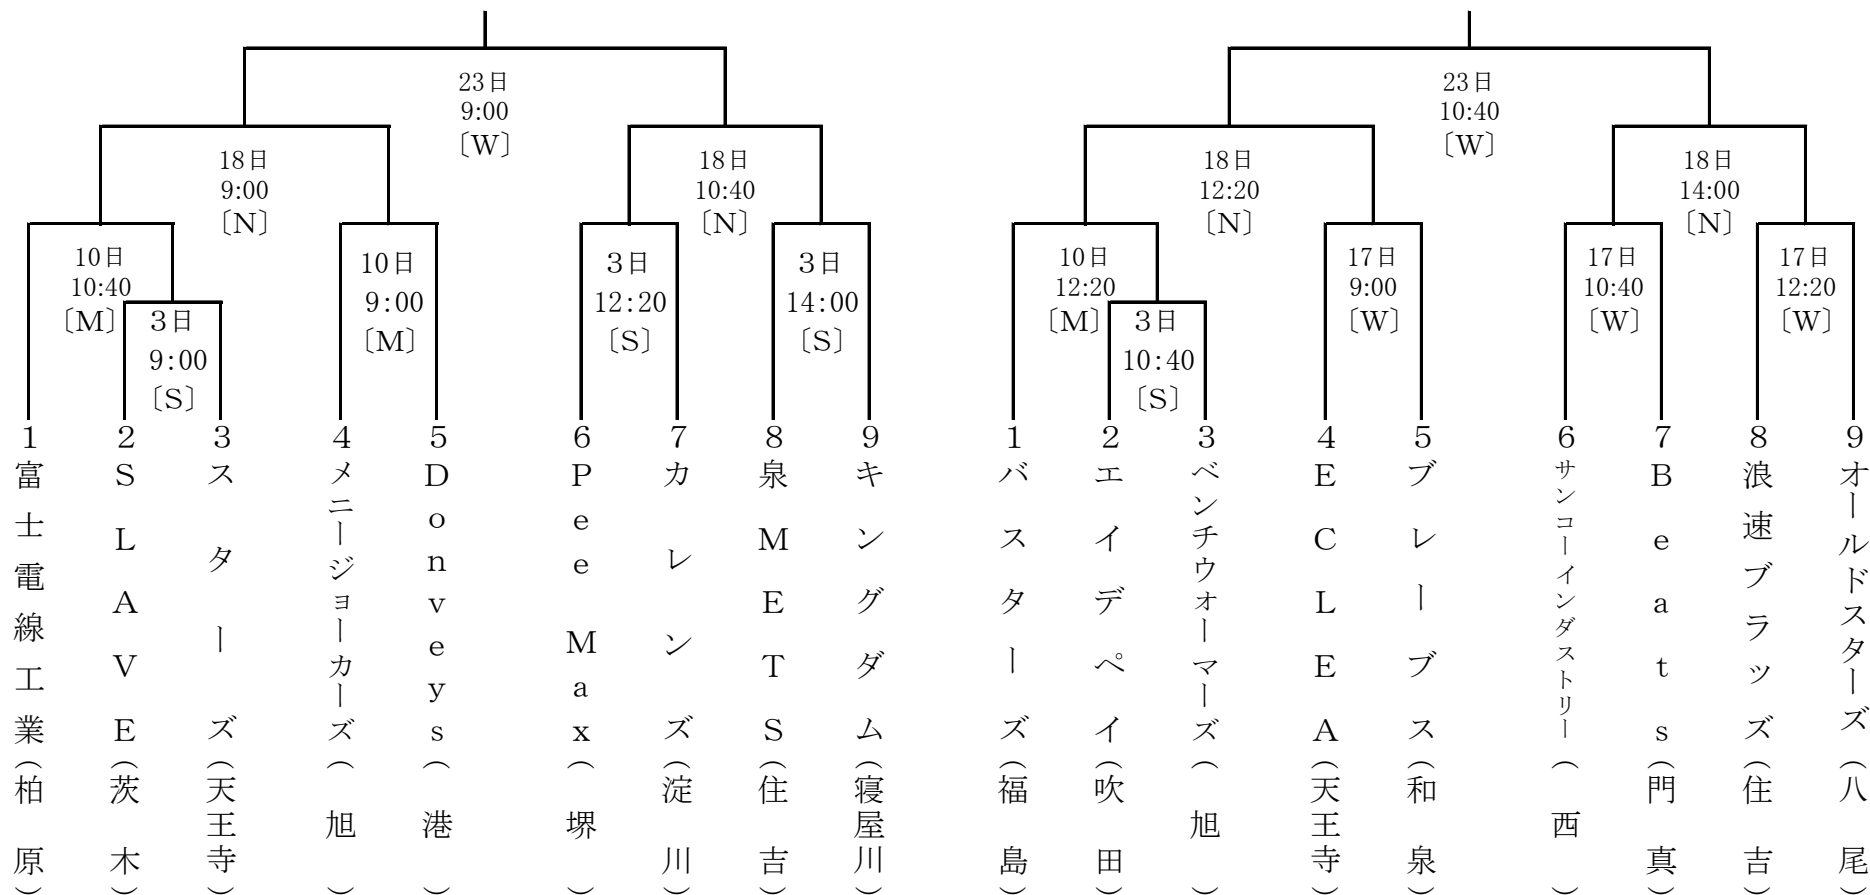 23日
9:00
〔W〕
18日
9:00
〔N〕
18日
10:40
〔N〕
10日
10:40
〔M〕
3日
9:00
〔S〕
10日
9:00
〔M〕
3日
12:20
〔S〕
3日
14:00
〔S〕
1富士電線工業(柏原)
2SLAVE(茨木)
3スターズ(天王寺)
4メニージョーカーズ(旭)
5Donveys(港)
6Pee Max(堺)
7カレンズ(淀川)
8泉METS(住吉)
9キングダム(寝屋川)
23日
10:40
〔W〕
18日
12:20
〔N〕
18日
14:00
〔N〕
10日
12:20
〔M〕
3日
10:40
〔S〕
17日
9:00
〔W〕
17日
10:40
〔W〕
17日
12:20
〔W〕
1バスターズ(福島)
2エイデペイ(吹田)
3ベンチウォーマーズ(旭)
4ECLEA(天王寺)
5ブレーブス(和泉)
6サンコーインダストリー(西)
7Beats(門真)
8浪速ブラッズ(住吉)
9オールドスターズ(八尾)